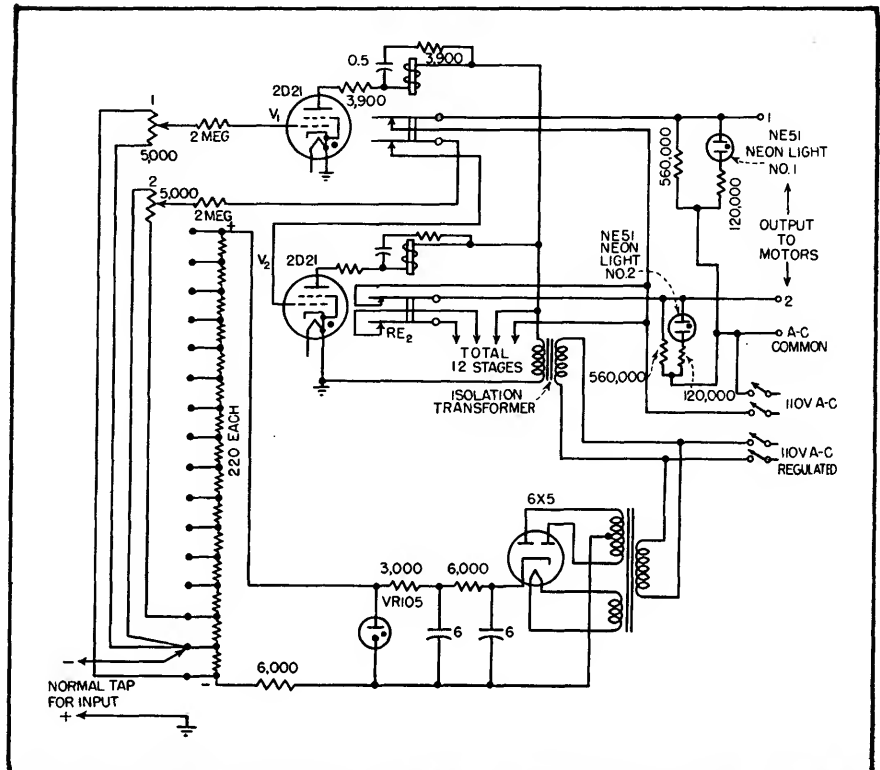 0.5
3,900
2D21
3,900
1
V1
2 MEG
5,000
1
NE51
NEON LIGHT
NO. 1
560,000
120,000
2
5,000
2 MEG
+
OUTPUT
TO
MOTORS
NE51
NEON
LIGHT
NO. 2
V2
2D21
2
RE2
A-C
COMMON
TOTAL
12 STAGES
560,000
120,000
ISOLATION
TRANSFORMER
110V A-C
110V A-C
REGULATED
220 EACH
6X5
3,000
6,000
VR105
6
6
6,000
-
-
NORMAL TAP
FOR INPUT
+